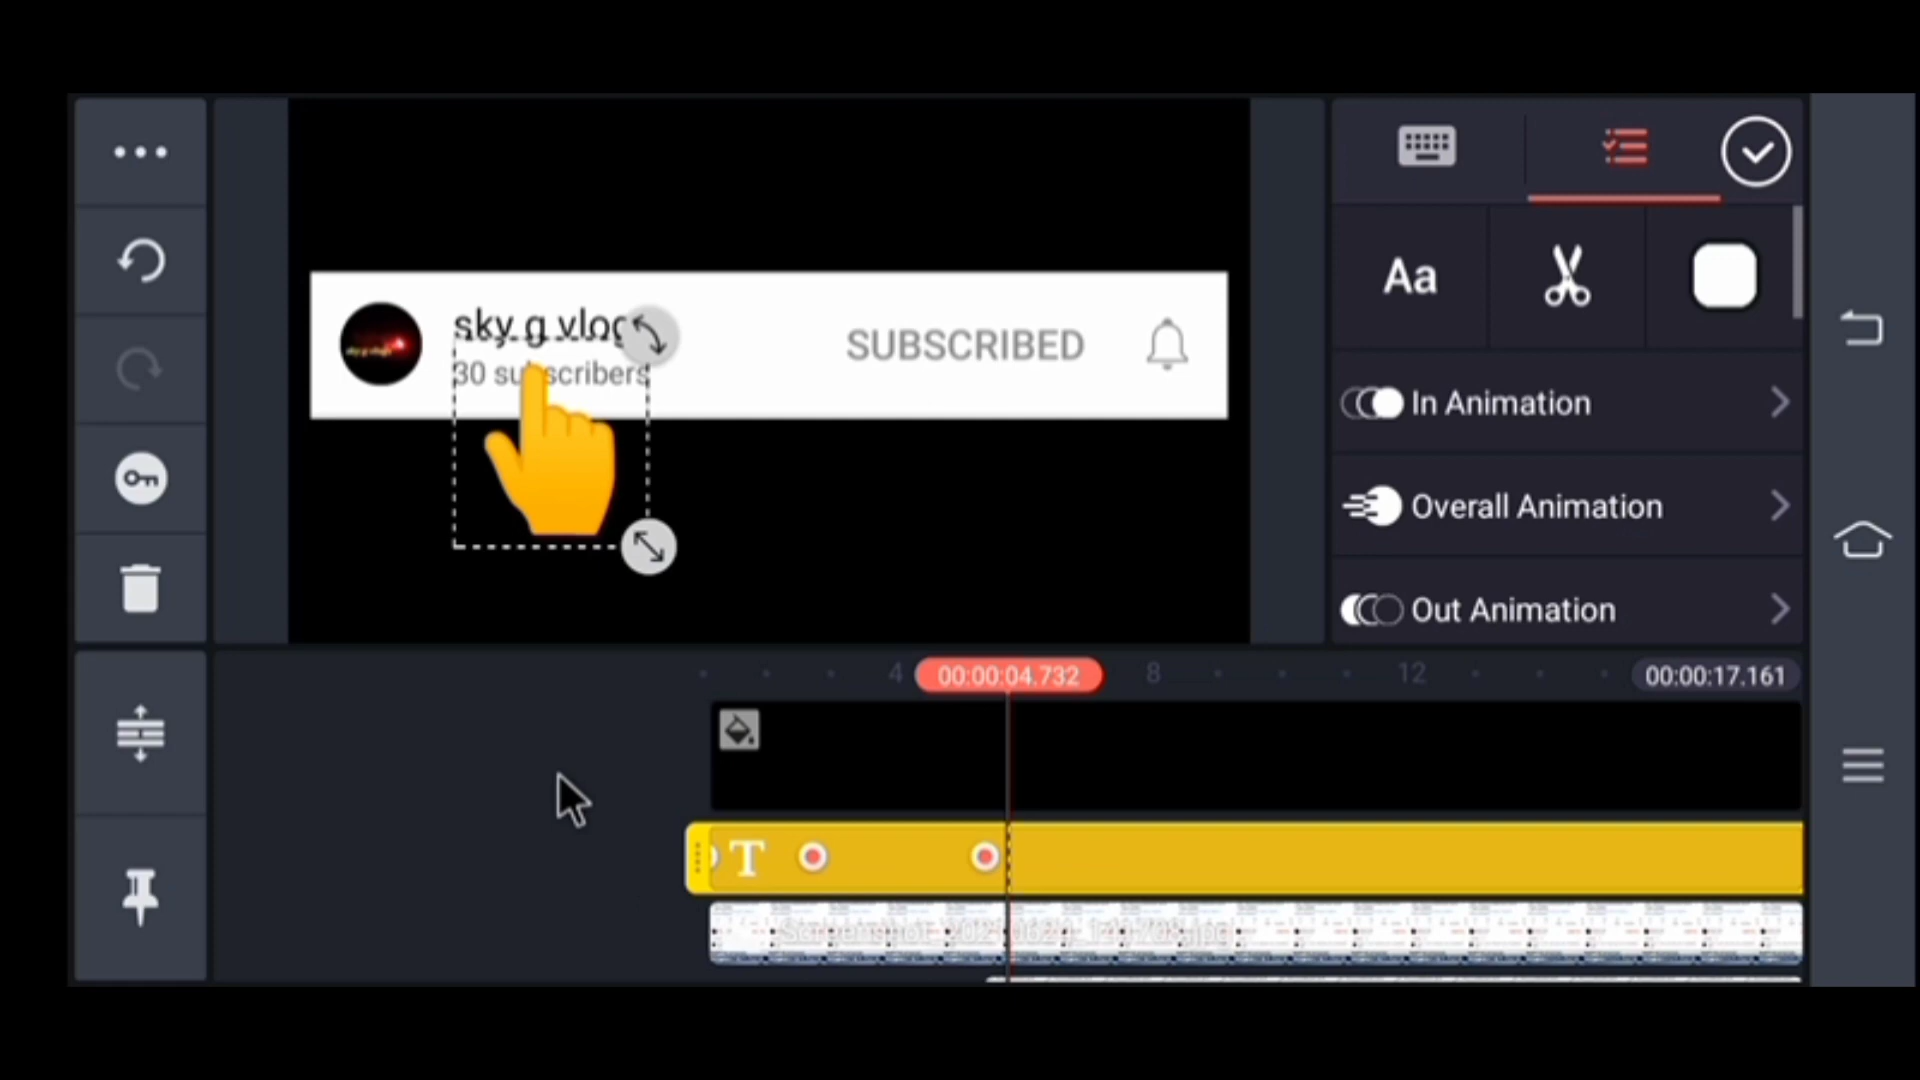 Aa
sky g vlog
30 subscribers
SUBSCRIBED
In Animation
Overall Animation
Out Animation
4
00:00:04.732
8
12
00:00:17.161
T